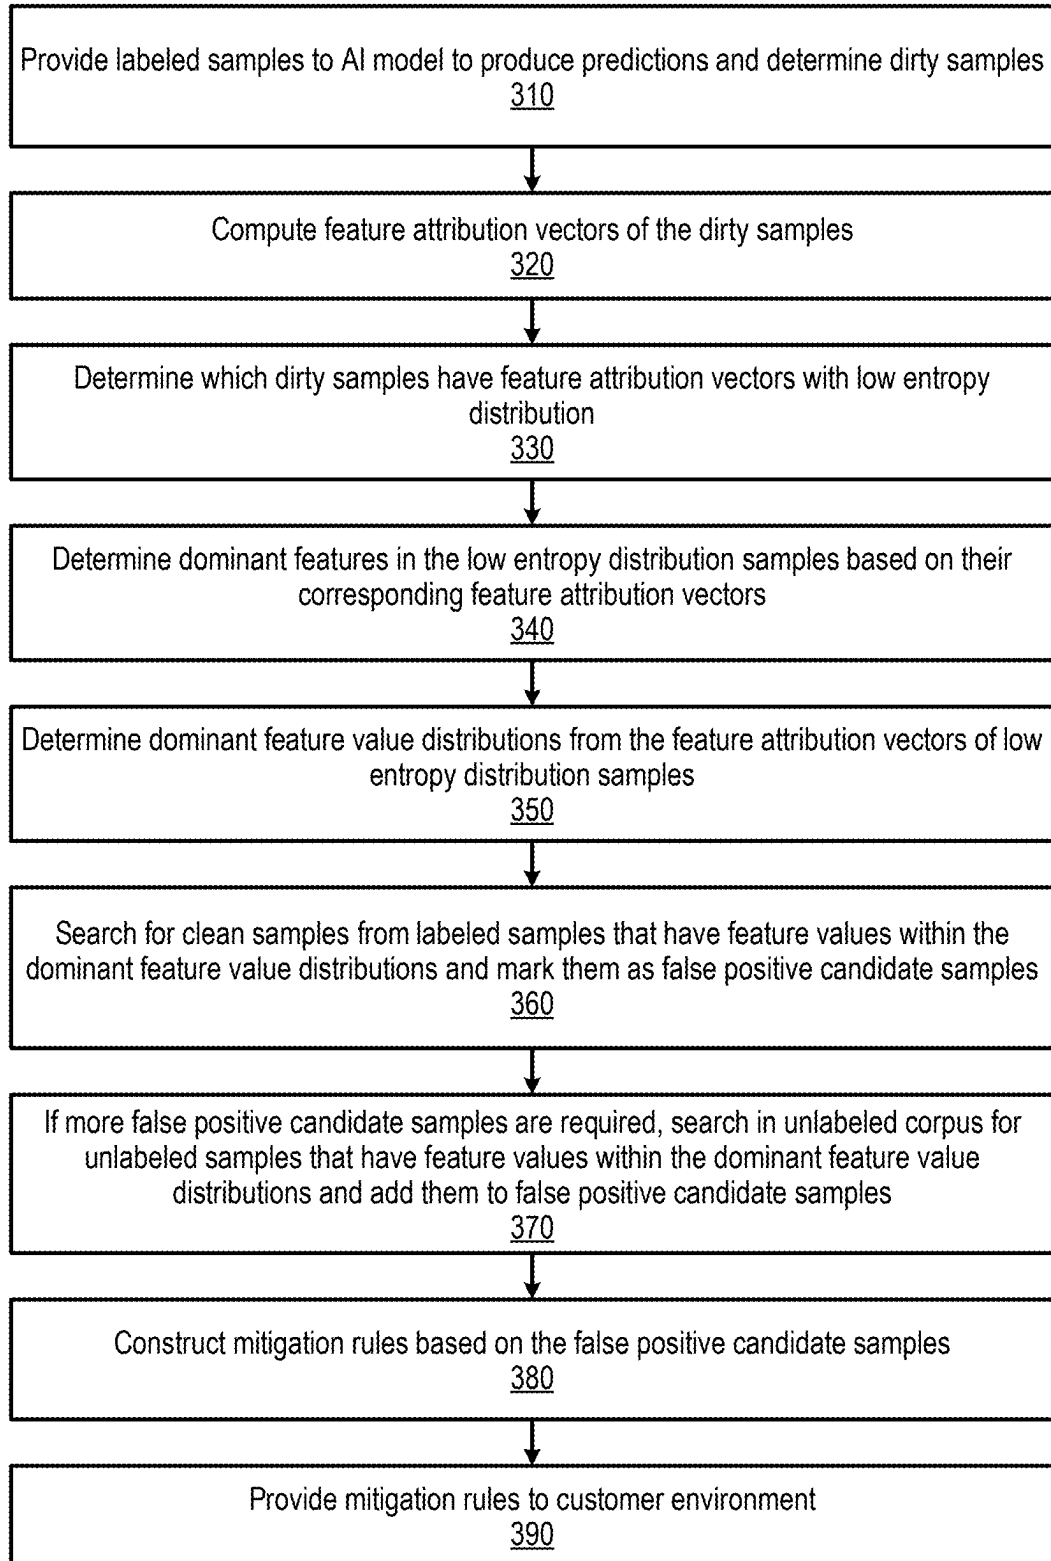 Provide labeled samples to AI model to produce predictions and determine dirty samples
310
Compute feature attribution vectors of the dirty samples
320
Determine which dirty samples have feature attribution vectors with low entropy
distribution
330
Determine dominant features in the low entropy distribution samples based on their
corresponding feature attribution vectors
340
Determine dominant feature value distributions from the feature attribution vectors of low
entropy distribution samples
350
Search for clean samples from labeled samples that have feature values within the
dominant feature value distributions and mark them as false positive candidate samples
360
If more false positive candidate samples are required, search in unlabeled corpus for
unlabeled samples that have feature values within the dominant feature value
distributions and add them to false positive candidate samples
370
Construct mitigation rules based on the false positive candidate samples
380
Provide mitigation rules to customer environment
390